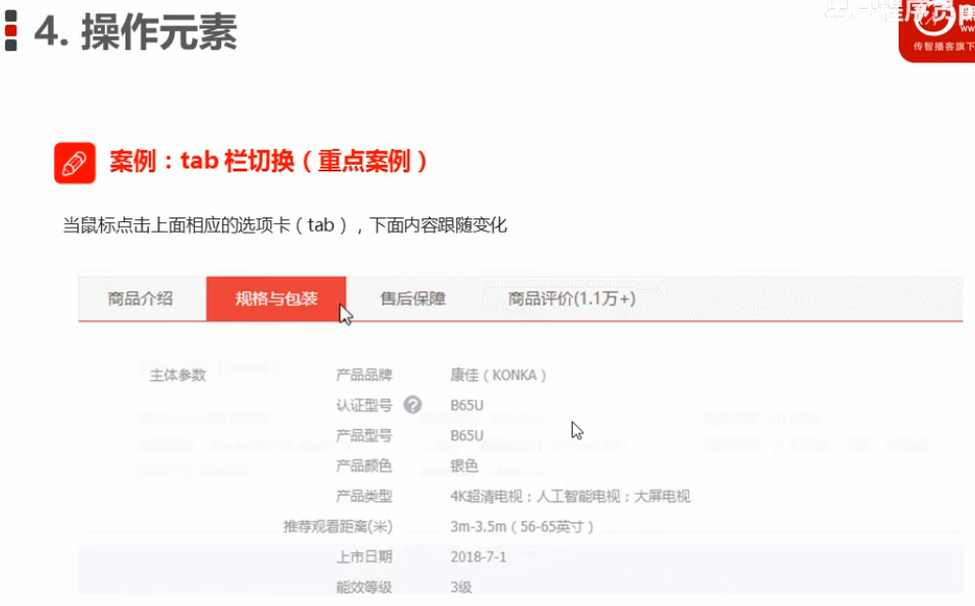 4. 操作元素
传智播客旗下
案例：tab 栏切换（重点案例）
当鼠标点击上面相应的选项卡（tab），下面内容跟随变化
商品介绍 规格与包装 售后保障 商品评价(1.1万+)
主体参数 产品品牌 康佳（KONKA）
认证型号 ? B65U
产品型号 B65U
产品颜色 银色
产品类型 4K超清电视；人工智能电视；大屏电视
推荐观看距离(米) 3m-3.5m（56-65英寸）
上市日期 2018-7-1
能效等级 3级